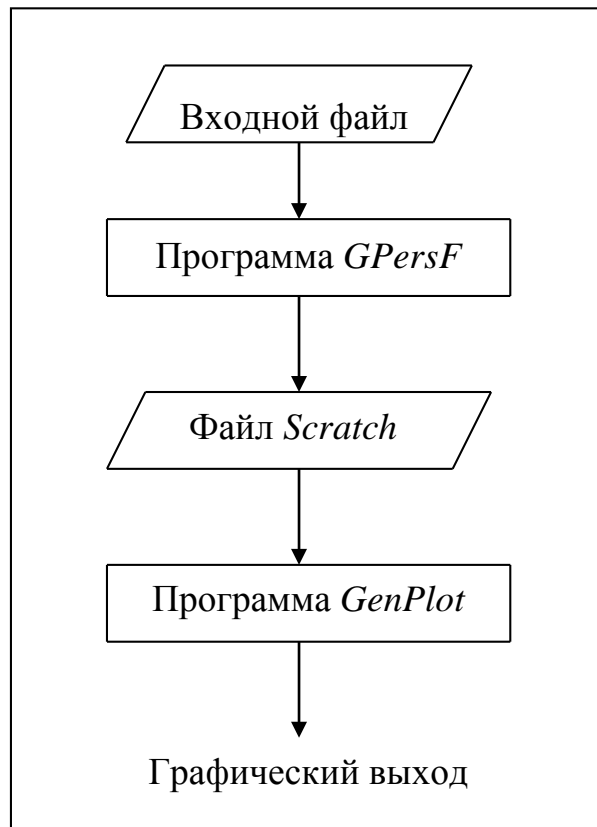 Входной файл
Программа GPersF
Файл Scratch
Программа GenPlot
Графический выход